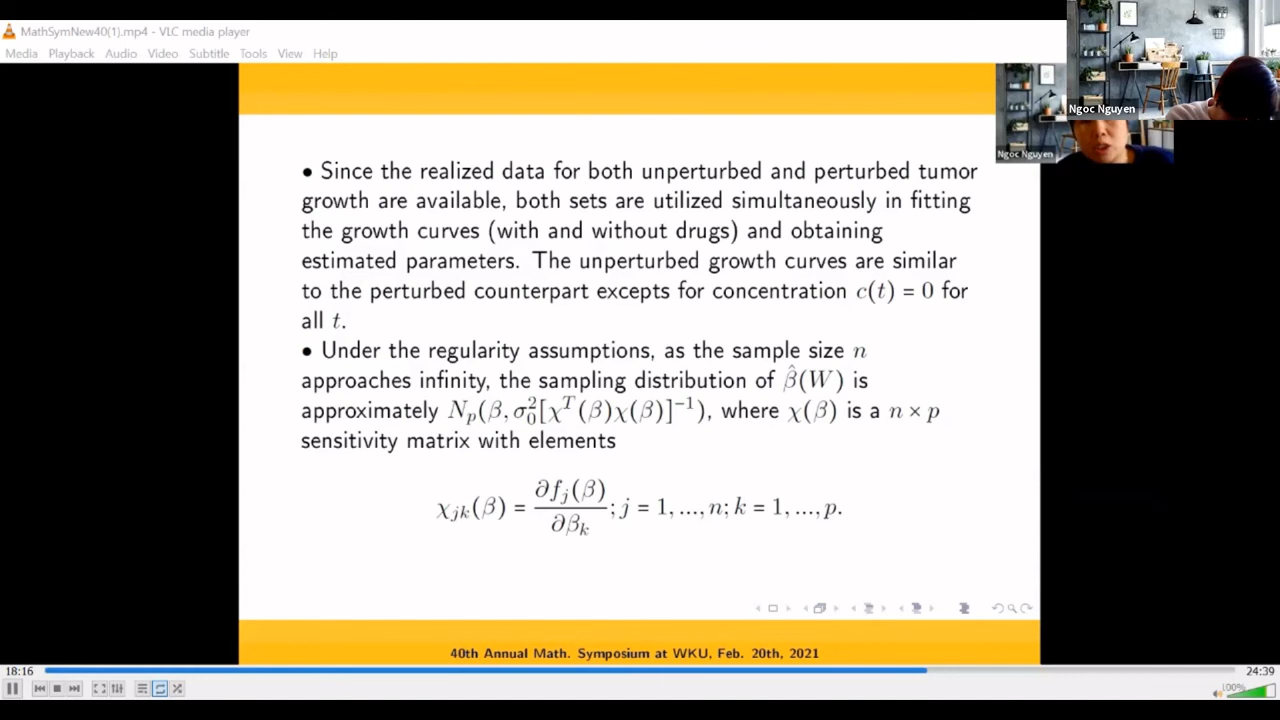 MathSymNew40(1).mp4 - VLC media player
Media Playback Audio Video Subtitle Tools View Help
Ngoc Nguyen
Ngoc Nguyen
• Since the realized data for both unperturbed and perturbed tumor
growth are available, both sets are utilized simultaneously in fitting
the growth curves (with and without drugs) and obtaining
estimated parameters. The unperturbed growth curves are similar
to the perturbed counterpart excepts for concentration c(t) = 0 for
all t.
• Under the regularity assumptions, as the sample size n
approaches infinity, the sampling distribution of β̂(W) is
approximately N_p(β, σ₀²[χᵀ(β)χ(β)]⁻¹), where χ(β) is a n × p
sensitivity matrix with elements
χ_jk(β) = ∂f_j(β)/∂β_k ; j = 1, ..., n; k = 1, ..., p.
40th Annual Math. Symposium at WKU, Feb. 20th, 2021
18:16 24:39
100%